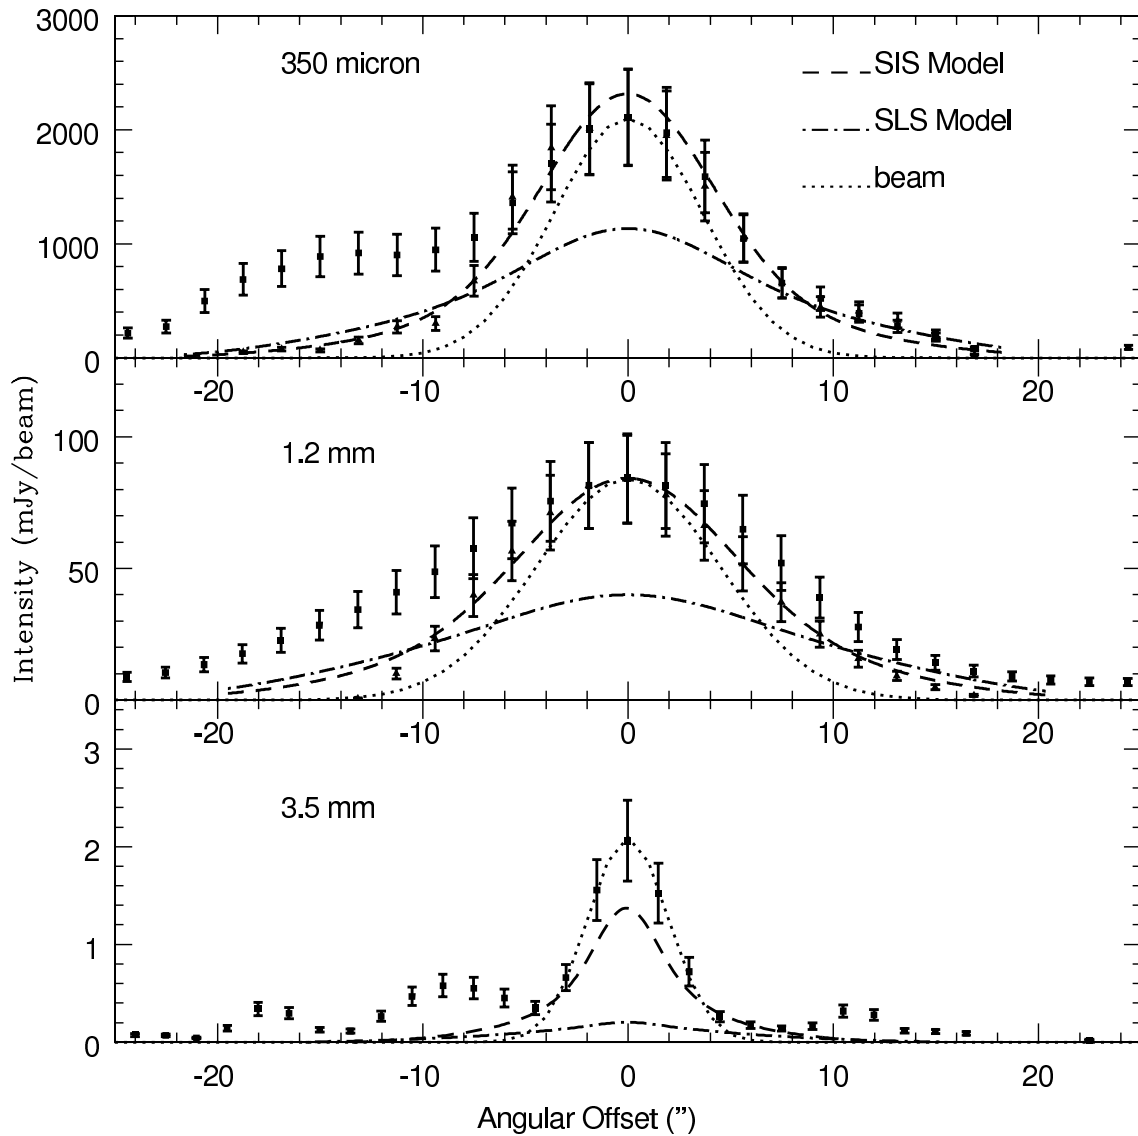 3000
350 micron
SIS Model
2000
SLS Model
beam
1000
0
-20 -10 0 10 20
Intensity (mJy/beam)
100
1.2 mm
50
0
-20 -10 0 10 20
3
3.5 mm
2
1
0
-20 -10 0 10 20
Angular Offset (")